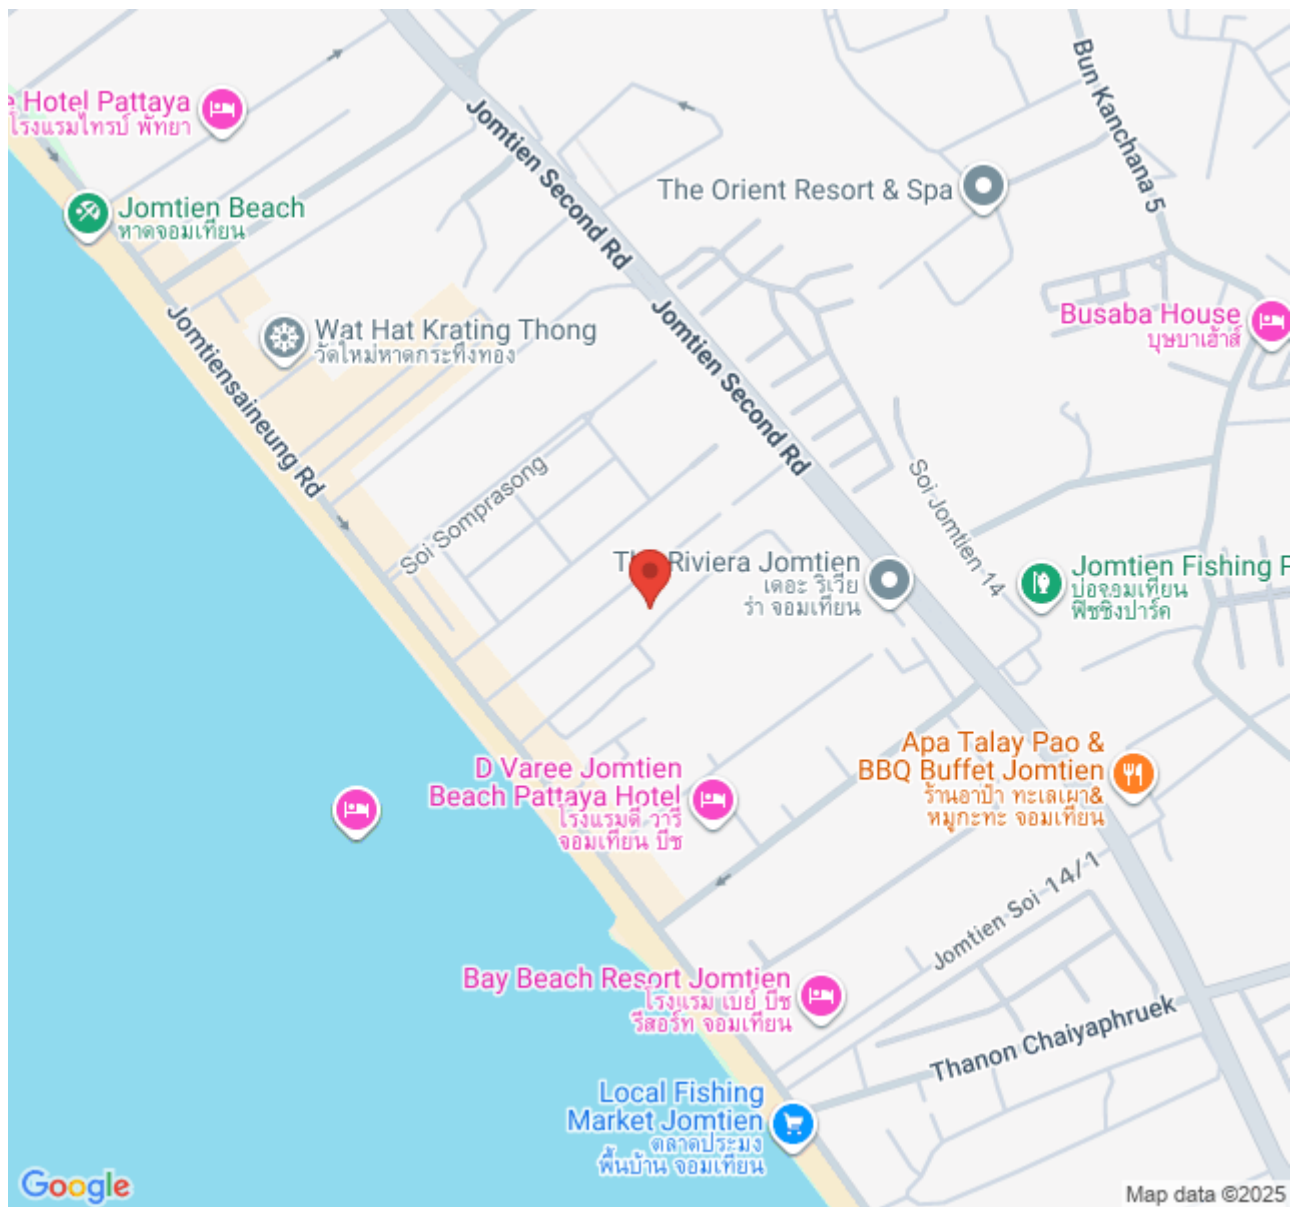 e Hotel Pattaya
โรงแรมไทรบ์ พัทยา
Jomtien Beach
หาดจอมเทียน
Jomtien Second Rd
Bun Kanchana 5
The Orient Resort & Spa
Wat Hat Krating Thong
วัดใหม่หาดกระทิงทอง
Jomtiensaineung Rd
Jomtien Second Rd
Busaba House
บุษบาเฮ้าส์
Soi Somprasong
Soi Jomtien 14
Riviera Jomtien
เดอะ ริเวีย
ร่า จอมเทียน
Jomtien Fishing P
บ่อจอมเทียน
ฟิชชิงปาร์ค
D Varee Jomtien
Beach Pattaya Hotel
โรงแรมดี วารี
จอมเทียน บีช
Apa Talay Pao &
BBQ Buffet Jomtien
ร้านอาป๋า ทะเลเผา&
หมูกะทะ จอมเทียน
Jomtien Soi 14/1
Bay Beach Resort Jomtien
โรงแรม เบย์ บีช
รีสอร์ท จอมเทียน
Thanon Chaiyaphruek
Local Fishing
Market Jomtien
ตลาดประมง
พื้นบ้าน จอมเทียน
Google
Map data ©2025